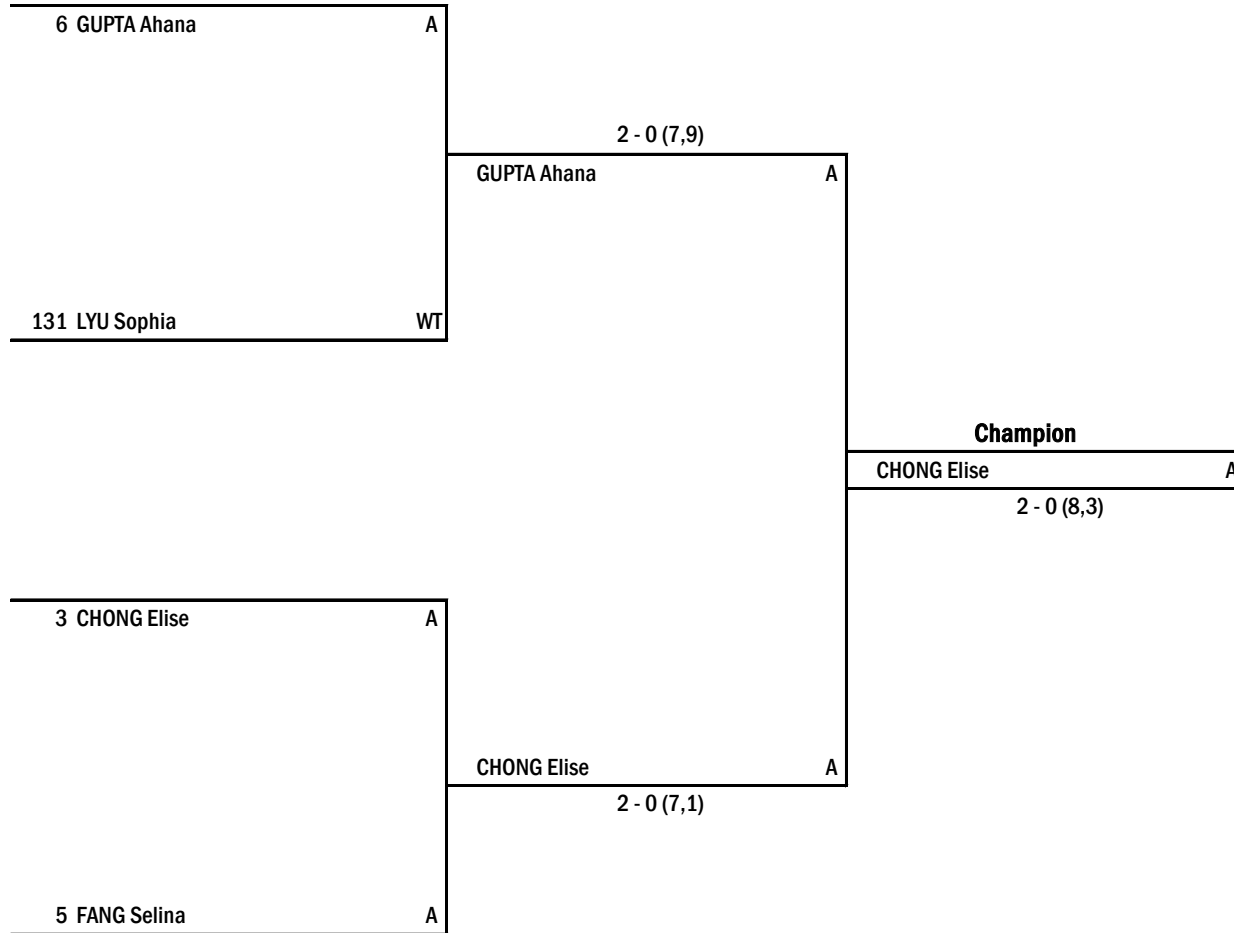 6 GUPTA Ahana A
2 - 0 (7,9)
GUPTA Ahana A
131 LYU Sophia WT
Champion
CHONG Elise A
2 - 0 (8,3)
3 CHONG Elise A
CHONG Elise A
2 - 0 (7,1)
5 FANG Selina A